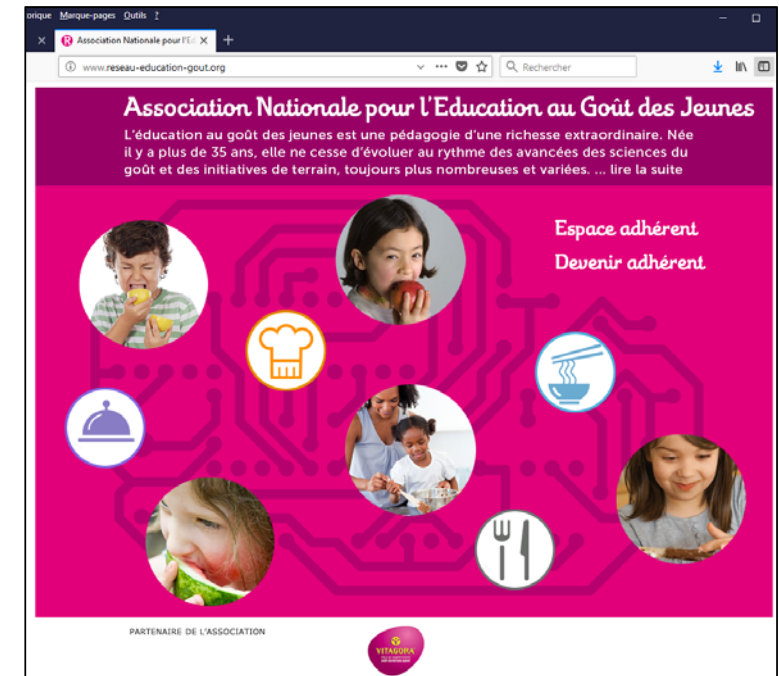 orique Marque-pages Outils ?
Association Nationale pour l'Éd
www.reseau-education-gout.org
Rechercher
Association Nationale pour l'Education au Goût des Jeunes
L'éducation au goût des jeunes est une pédagogie d'une richesse extraordinaire. Née
il y a plus de 35 ans, elle ne cesse d'évoluer au rythme des avancées des sciences du
goût et des initiatives de terrain, toujours plus nombreuses et variées. ... lire la suite
Espace adhérent
Devenir adhérent
PARTENAIRE DE L'ASSOCIATION
VITAGORA